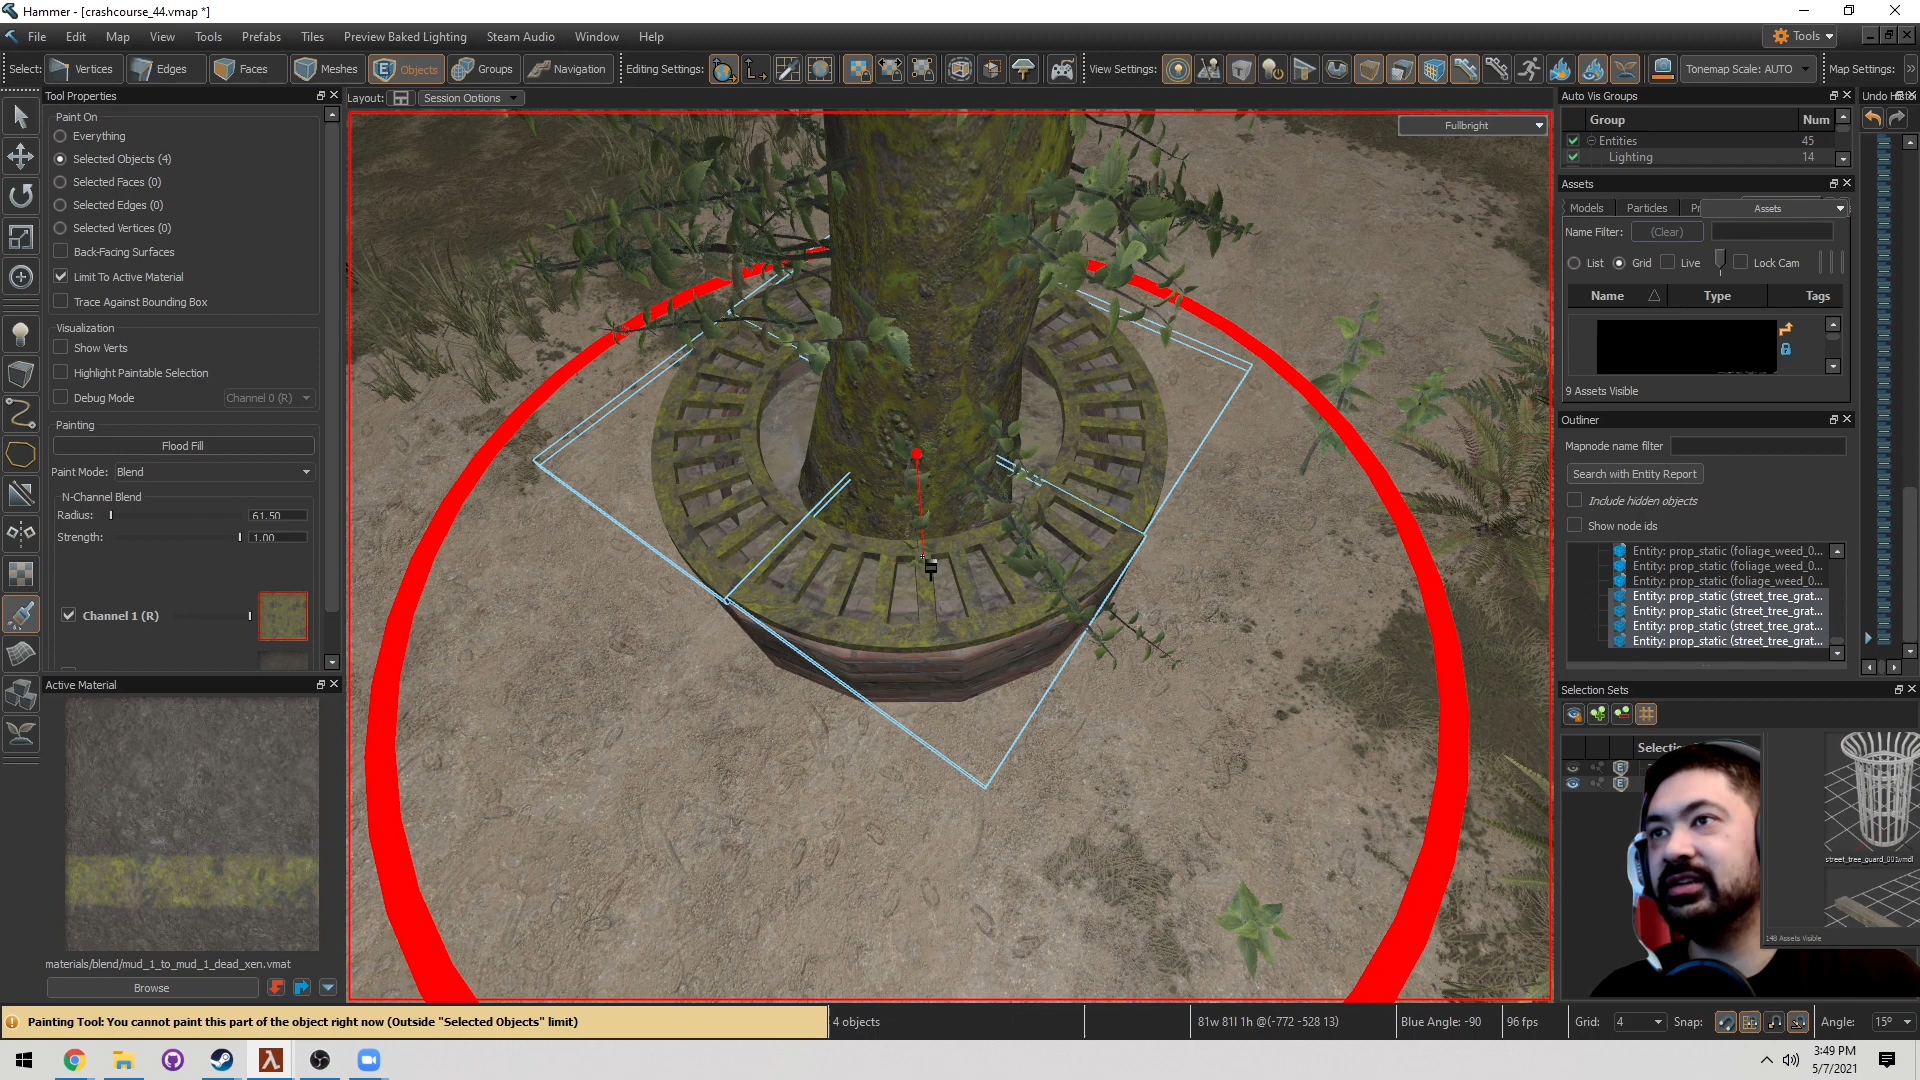 Hammer - [crashcourse_44.vmap *]
File Edit Map View Tools Prefabs Tiles Preview Baked Lighting Steam Audio Window Help
Tools
Select: Vertices Edges Faces Meshes Objects Groups Navigation Editing Settings: View Settings: Tonemap Scale: AUTO Map Settings:
Tool Properties
Layout: Session Options
Paint On
Everything
Selected Objects (4)
Selected Faces (0)
Selected Edges (0)
Selected Vertices (0)
Back-Facing Surfaces
Limit To Active Material
Trace Against Bounding Box
Visualization
Show Verts
Highlight Paintable Selection
Debug Mode Channel 0 (R)
Painting
Flood Fill
Paint Mode: Blend
N-Channel Blend
Radius: 61.50
Strength: 1.00
Channel 1 (R)
Active Material
materials/blend/mud_1_to_mud_1_dead_xen.vmat
Browse
Fullbright
Auto Vis Groups
Group Num
Entities 45
Lighting 14
Assets
Models Particles Assets
Name Filter: (Clear)
List Grid Live Lock Cam
Name Type Tags
9 Assets Visible
Outliner
Mapnode name filter
Search with Entity Report
Include hidden objects
Show node ids
Entity: prop_static (foliage_weed_0...
Entity: prop_static (foliage_weed_0...
Entity: prop_static (foliage_weed_0...
Entity: prop_static (street_tree_grat...
Entity: prop_static (street_tree_grat...
Entity: prop_static (street_tree_grat...
Entity: prop_static (street_tree_grat...
Selection Sets
148 Assets Visible
Painting Tool: You cannot paint this part of the object right now (Outside "Selected Objects" limit)
4 objects
81w 81l 1h @(-772 -528 13)
Blue Angle: -90
96 fps
Grid: 4
Snap:
Angle: 15º
3:49 PM
5/7/2021